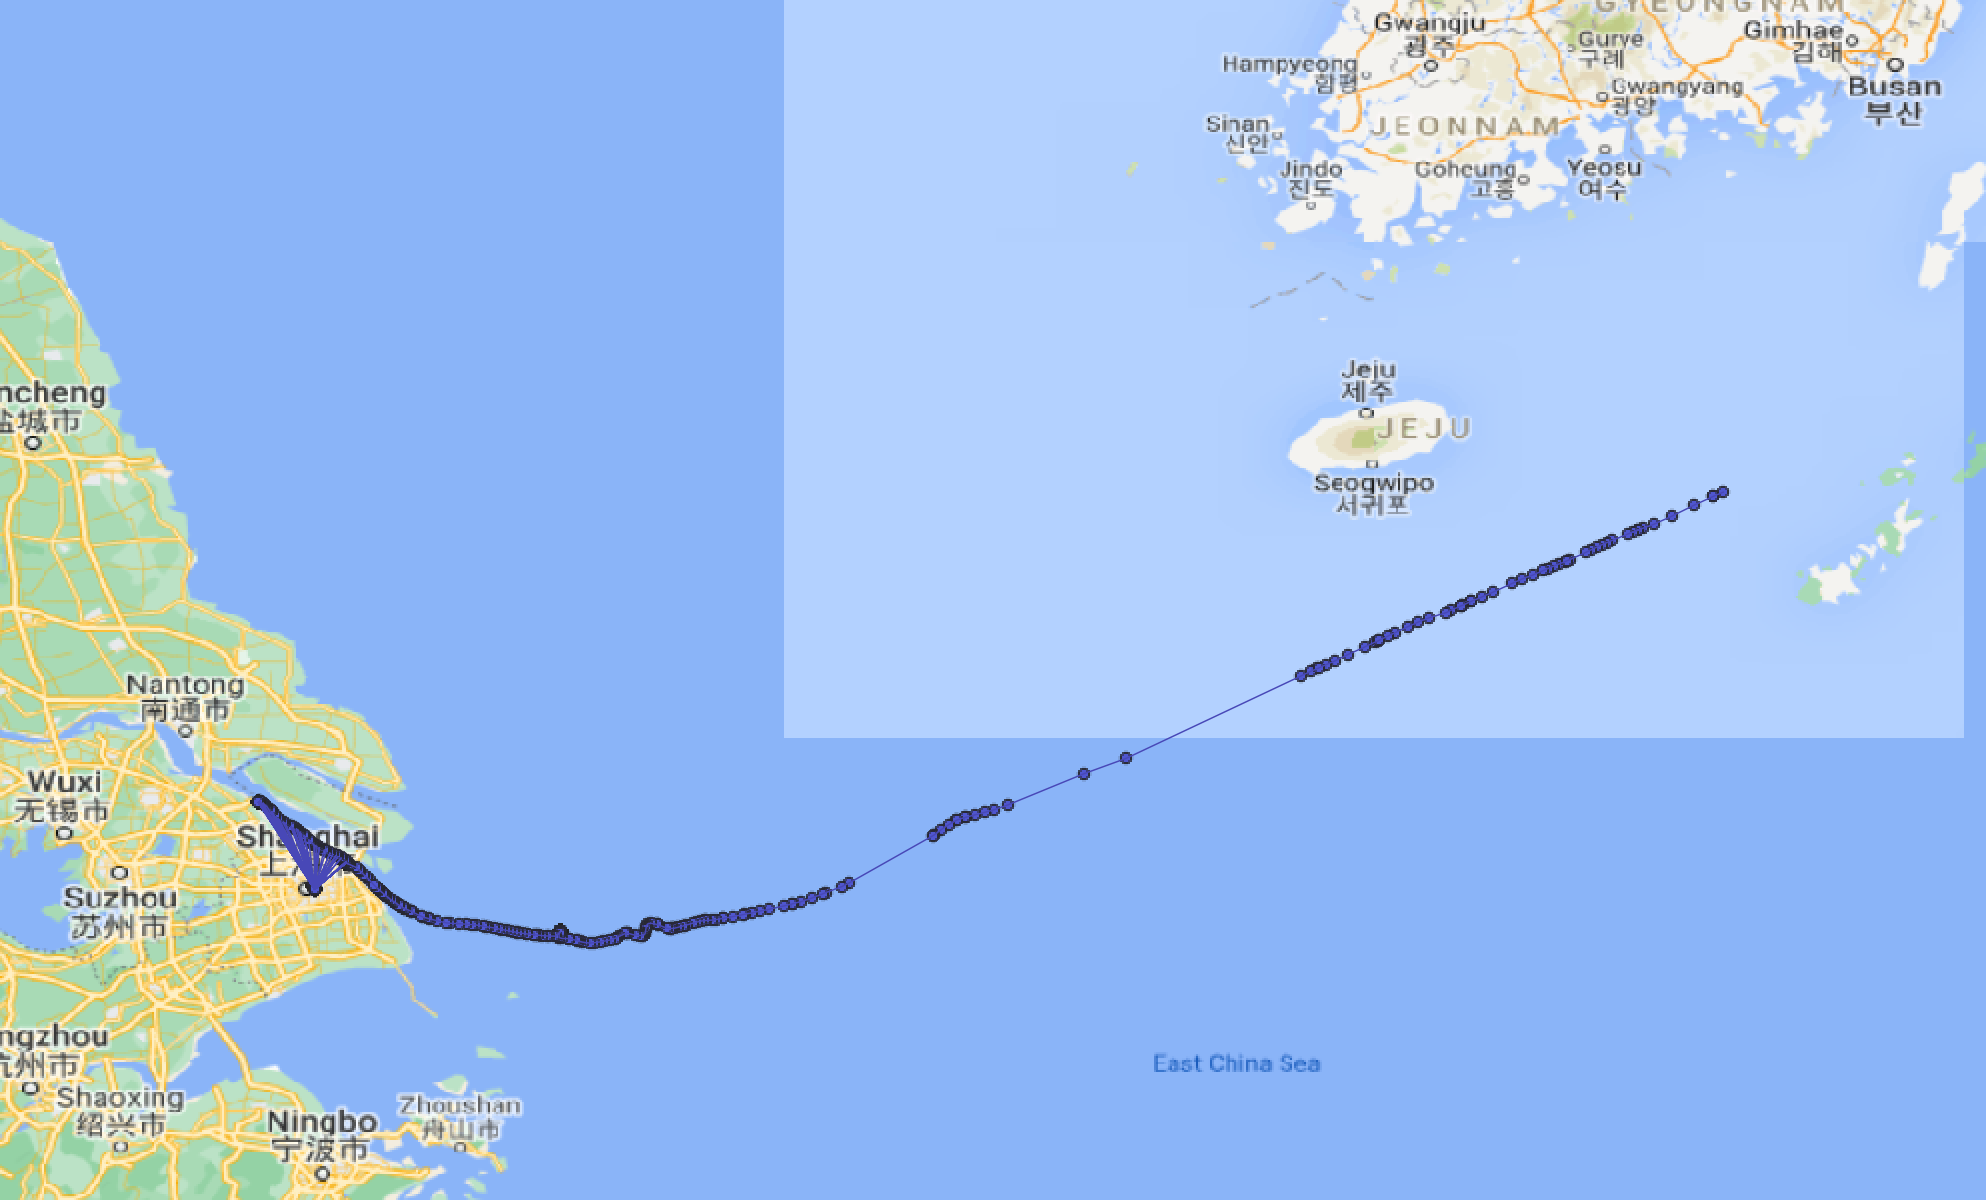 GYEONGNAM
Gwangju
광주
Gurye
구례
Gimhae
김해
Hampyeong
함평
Gwangyang
광양
Busan
부산
Sinan
신안
JEONNAM
Jindo
진도
Goheung
고흥
Yeosu
여수
Jeju
제주
JEJU
Seogwipo
서귀포
ncheng
盐城市
Nantong
南通市
Wuxi
无锡市
Suzhou
苏州市
ngzhou
杭州市
Shaoxing
绍兴市
Ningbo
宁波市
Zhoushan
舟山市
East China Sea